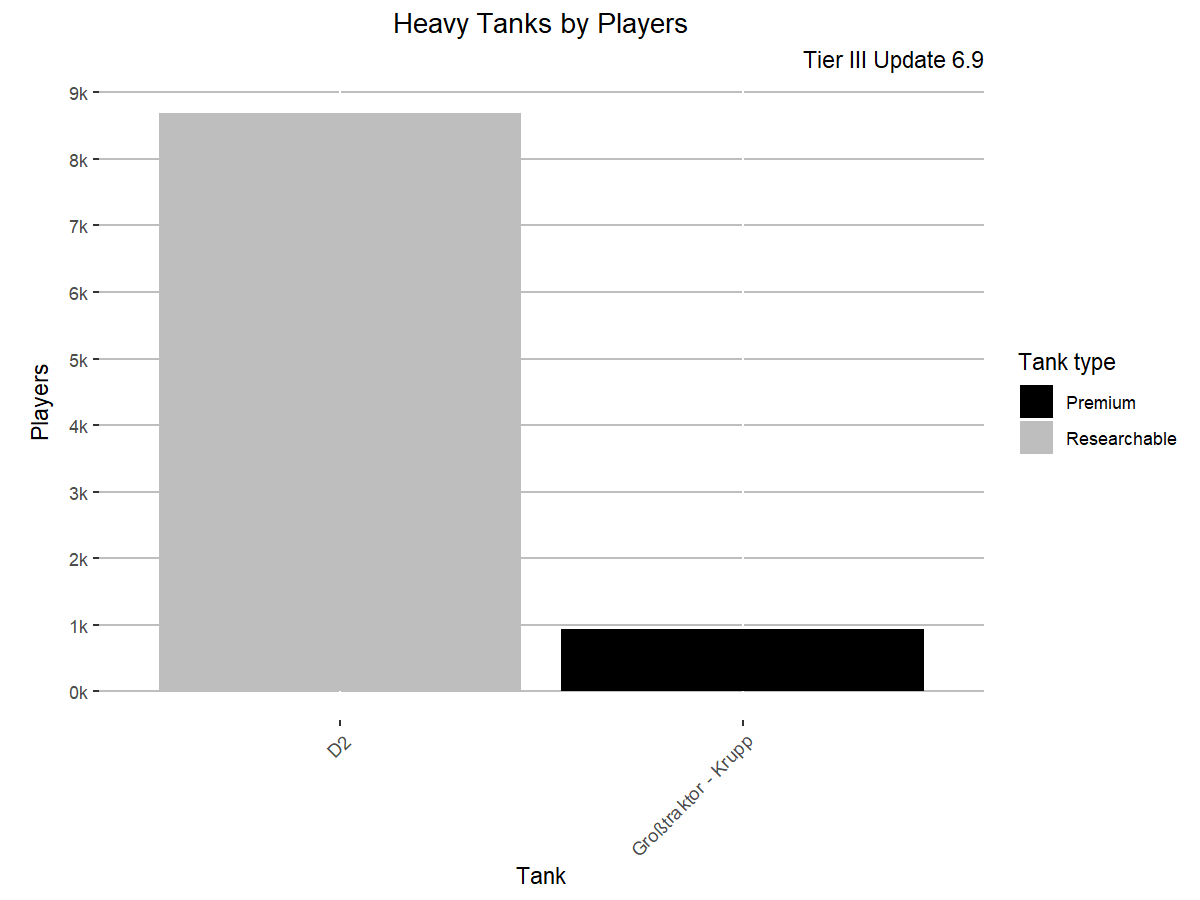 Heavy Tanks by Players
Tier III Update 6.9
9k
8k
7k
6k
5k
4k
3k
2k
1k
0k
Players
D2
Großtraktor - Krupp
Tank
Tank type
Premium
Researchable